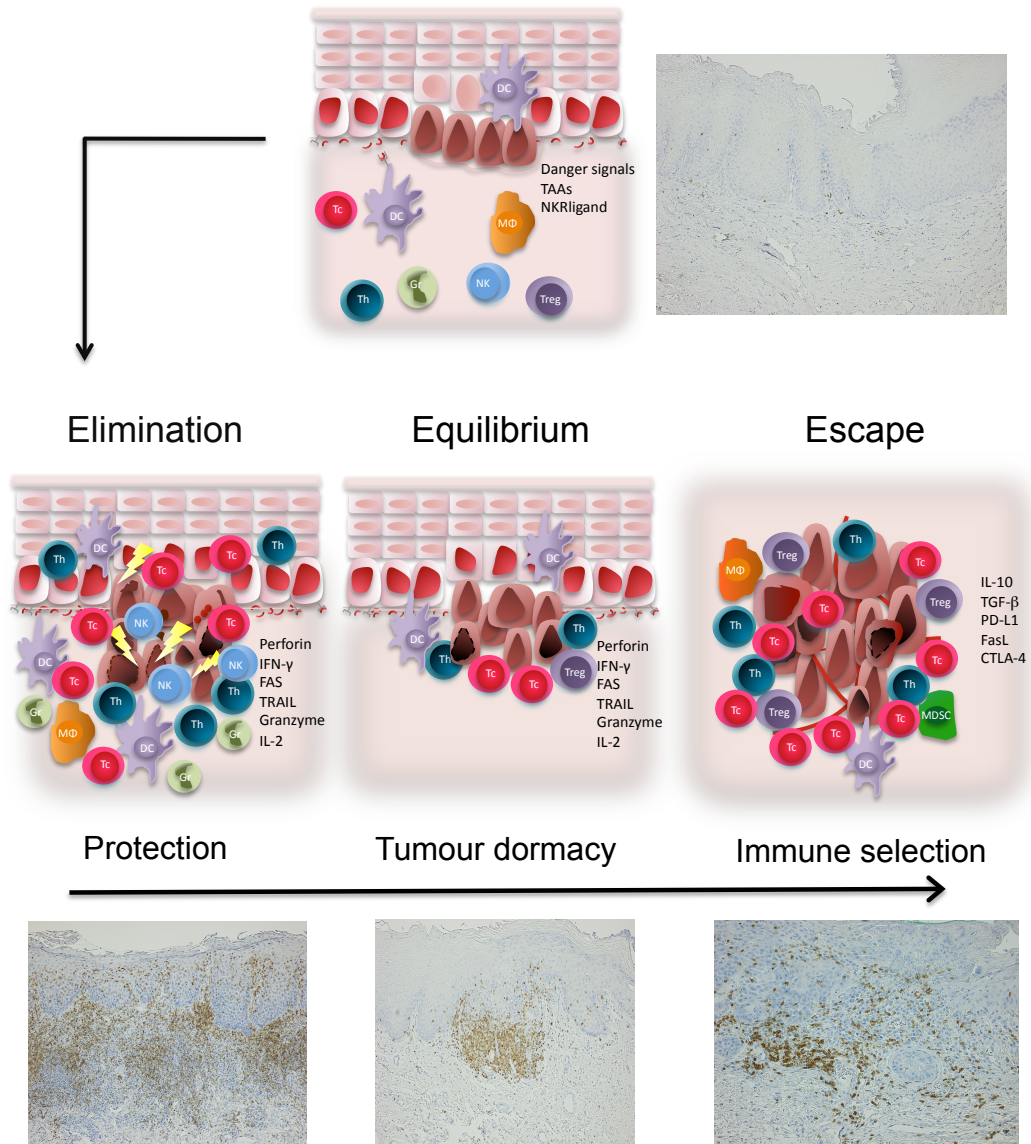 DC
Danger signals
TAAs
NKRligand
Tc
DC
MΦ
Th
Gr
NK
Treg
Elimination
Equilibrium
Escape
DC
Th
Tc
Th
Tc
NK
Tc
DC
Tc
NK
NK
Th
Th
Th
Gr
MΦ
DC
Gr
Tc
Gr
Perforin
IFN-γ
FAS
TRAIL
Granzyme
IL-2
DC
DC
Th
Th
Tc
Tc
Treg
Perforin
IFN-γ
FAS
TRAIL
Granzyme
IL-2
MΦ
Treg
Th
Tc
Treg
Th
Tc
Tc
Tc
Th
Th
Tc
Treg
Tc
Tc
Tc
MDSC
DC
IL-10
TGF-β
PD-L1
FasL
CTLA-4
Protection
Tumour dormacy
Immune selection